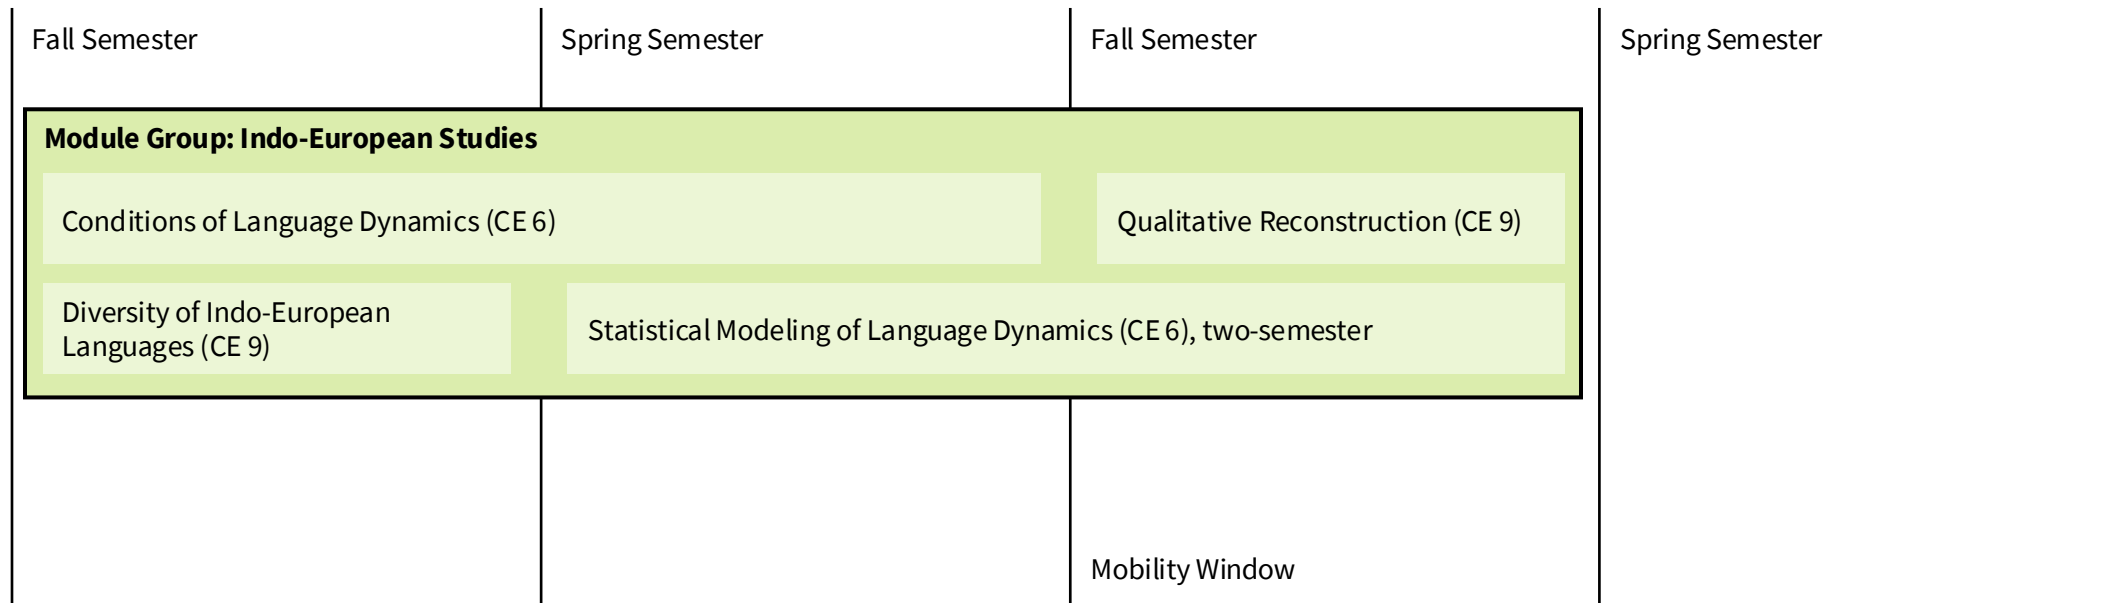 Fall Semester
Spring Semester
Fall Semester
Spring Semester
Module Group: Indo-European Studies
Conditions of Language Dynamics (CE 6)
Qualitative Reconstruction (CE 9)
Diversity of Indo-European
Languages (CE 9)
Statistical Modeling of Language Dynamics (CE 6), two-semester
Mobility Window